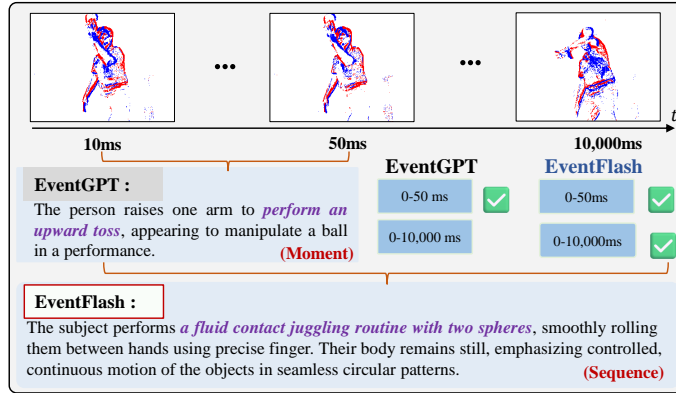 ... ...
t
10ms 50ms 10,000ms
EventGPT EventFlash
EventGPT :
The person raises one arm to perform an
upward toss, appearing to manipulate a ball
in a performance.
(Moment)
0-50 ms
0-10,000 ms
0-50ms
0-10,000ms
EventFlash :
The subject performs a fluid contact juggling routine with two spheres, smoothly rolling
them between hands using precise finger. Their body remains still, emphasizing controlled,
continuous motion of the objects in seamless circular patterns.
(Sequence)